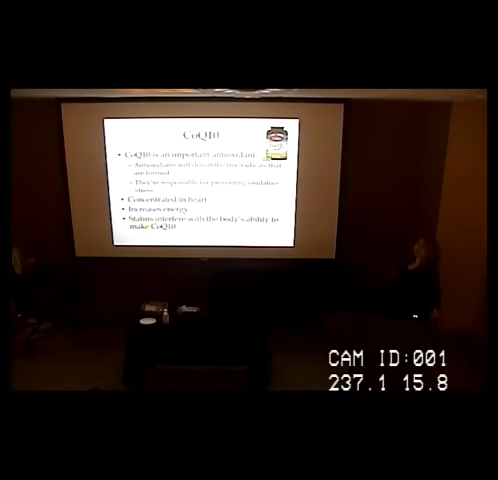 CoQ10
• CoQ10 is an important antioxidant
– Antioxidants will defeat the free radicals that
are formed
– They're responsible for preventing oxidative
stress
• Concentrated in heart
• Increases energy
• Statins interfere with the body's ability to
make CoQ10
CAM ID:001
237.1 15.8